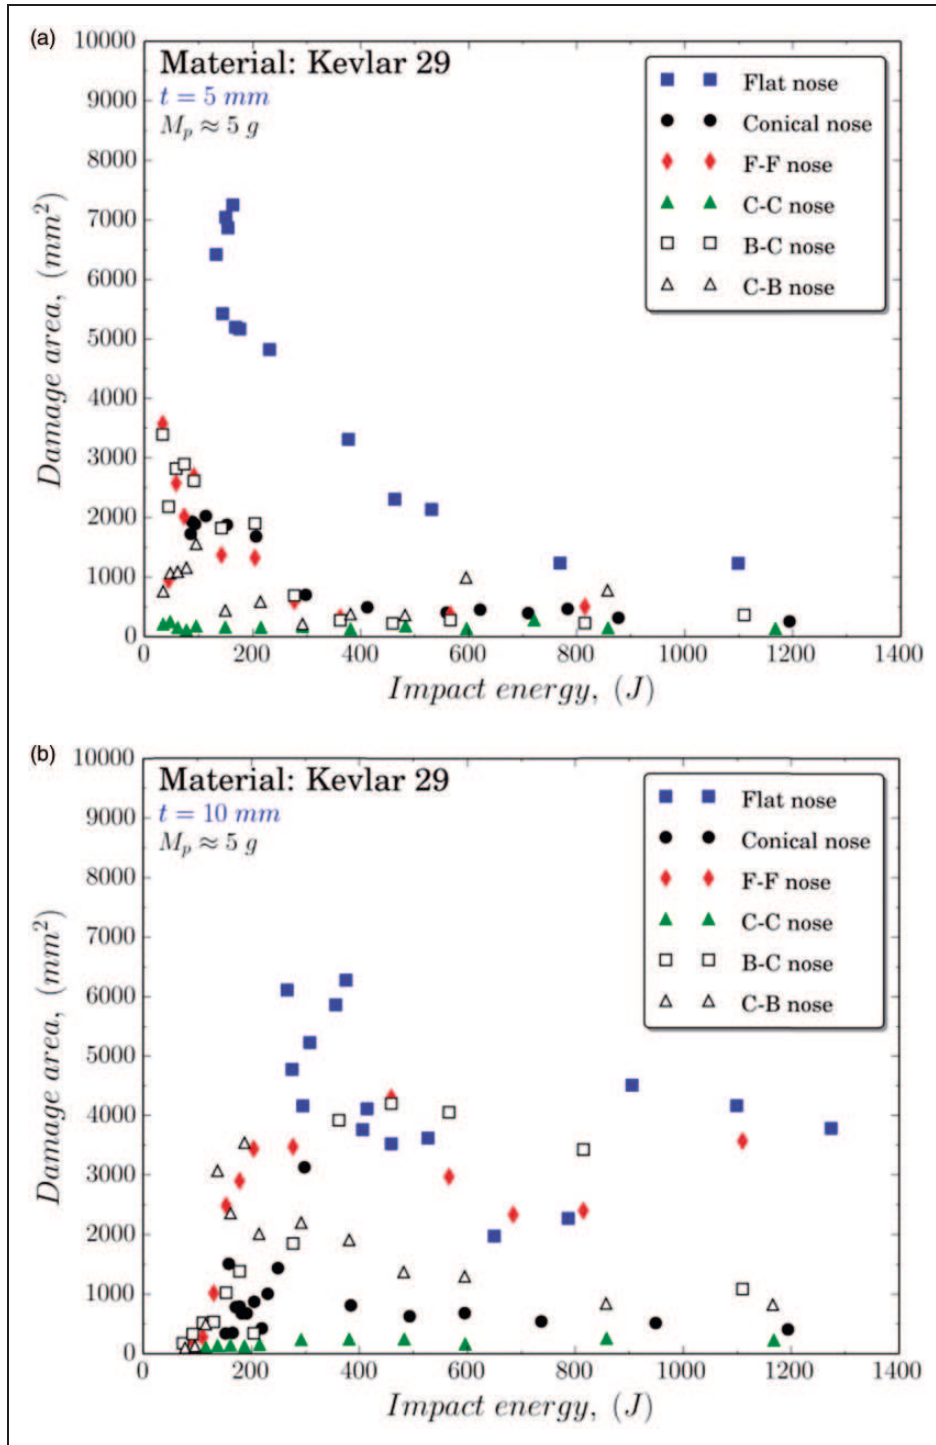 (a)
10000
Material: Kevlar 29
t = 5 mm
M_p ≈ 5 g
9000
8000
7000
6000
5000
4000
3000
2000
1000
0
Damage area, (mm²)
Flat nose
Conical nose
F-F nose
C-C nose
B-C nose
C-B nose
0 200 400 600 800 1000 1200 1400
Impact energy, (J)
(b)
10000
Material: Kevlar 29
t = 10 mm
M_p ≈ 5 g
9000
8000
7000
6000
5000
4000
3000
2000
1000
0
Damage area, (mm²)
Flat nose
Conical nose
F-F nose
C-C nose
B-C nose
C-B nose
0 200 400 600 800 1000 1200 1400
Impact energy, (J)